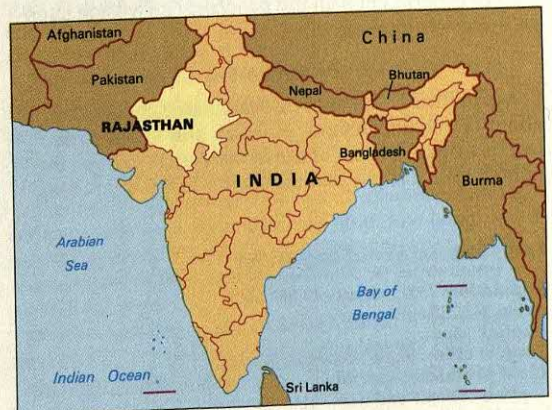 Afghanistan
China
Pakistan
Nepal
Bhutan
RAJASTHAN
Bangladesh
INDIA
Burma
Arabian
Sea
Bay of
Bengal
Indian Ocean
Sri Lanka